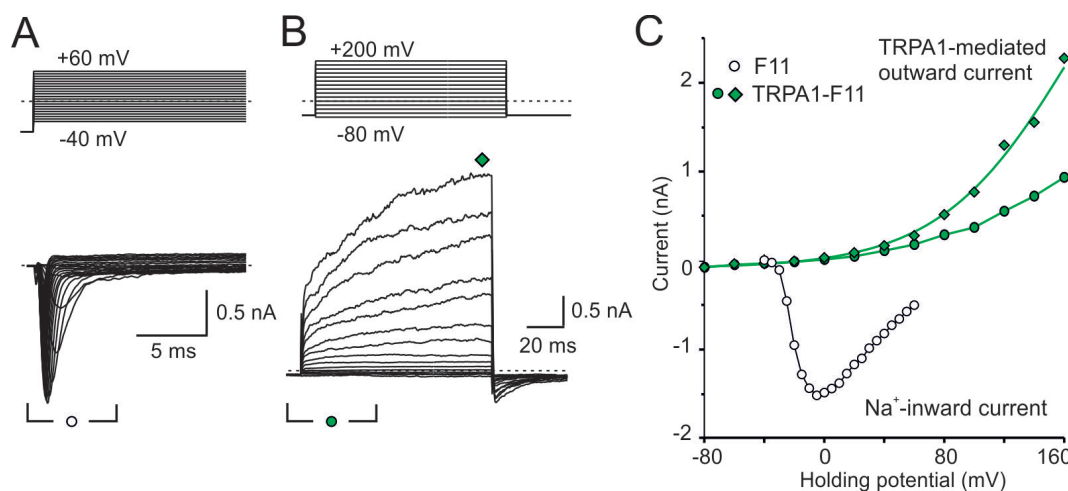 A
+60 mV
-40 mV
0.5 nA
5 ms
B
+200 mV
-80 mV
0.5 nA
20 ms
C
TRPA1-mediated
outward current
F11
TRPA1-F11
Current (nA)
2
1
0
-1
-2
Na⁺-inward current
-80
0
80
160
Holding potential (mV)